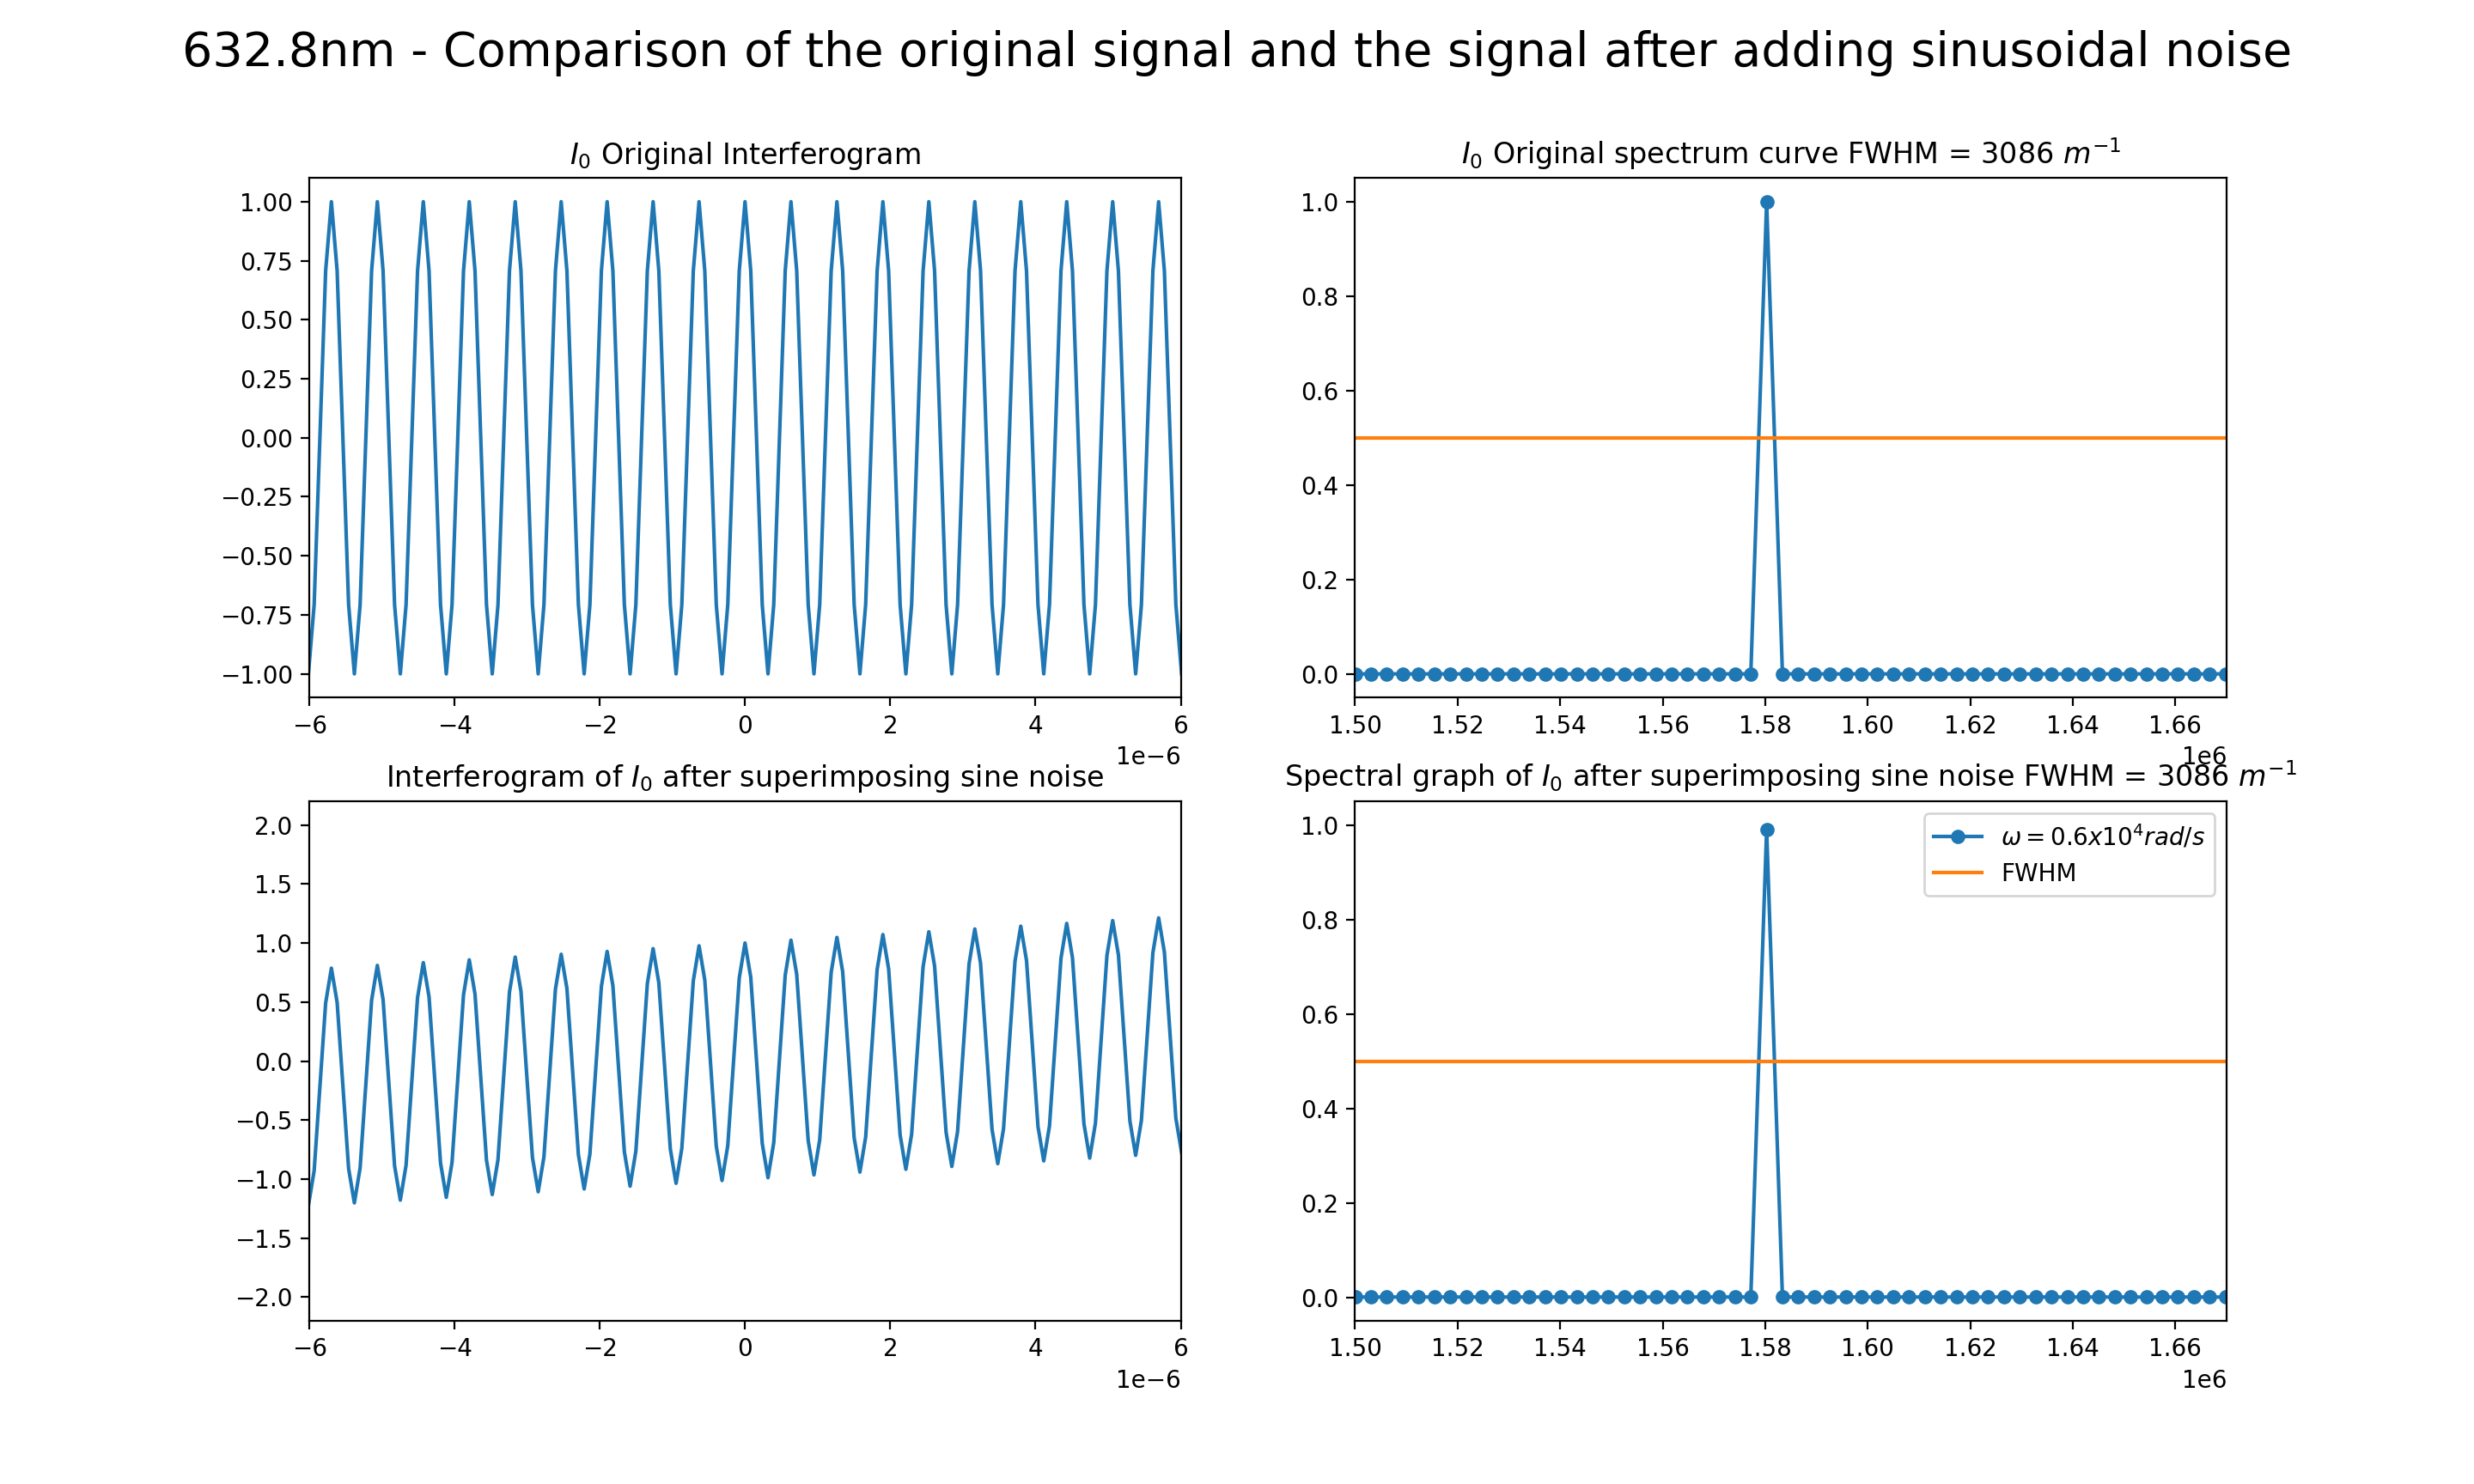 632.8nm - Comparison of the original signal and the signal after adding sinusoidal noise
I₀ Original Interferogram
1.00
0.75
0.50
0.25
0.00
−0.25
−0.50
−0.75
−1.00
−6 −4 −2 0 2 4 6
1e−6
I₀ Original spectrum curve FWHM = 3086 m⁻¹
1.0
0.8
0.6
0.4
0.2
0.0
1.50 1.52 1.54 1.56 1.58 1.60 1.62 1.64 1.66
1e6
Interferogram of I₀ after superimposing sine noise
2.0
1.5
1.0
0.5
0.0
−0.5
−1.0
−1.5
−2.0
−6 −4 −2 0 2 4 6
1e−6
Spectral graph of I₀ after superimposing sine noise FWHM = 3086 m⁻¹
ω = 0.6x10⁴rad/s
FWHM
1.0
0.8
0.6
0.4
0.2
0.0
1.50 1.52 1.54 1.56 1.58 1.60 1.62 1.64 1.66
1e6